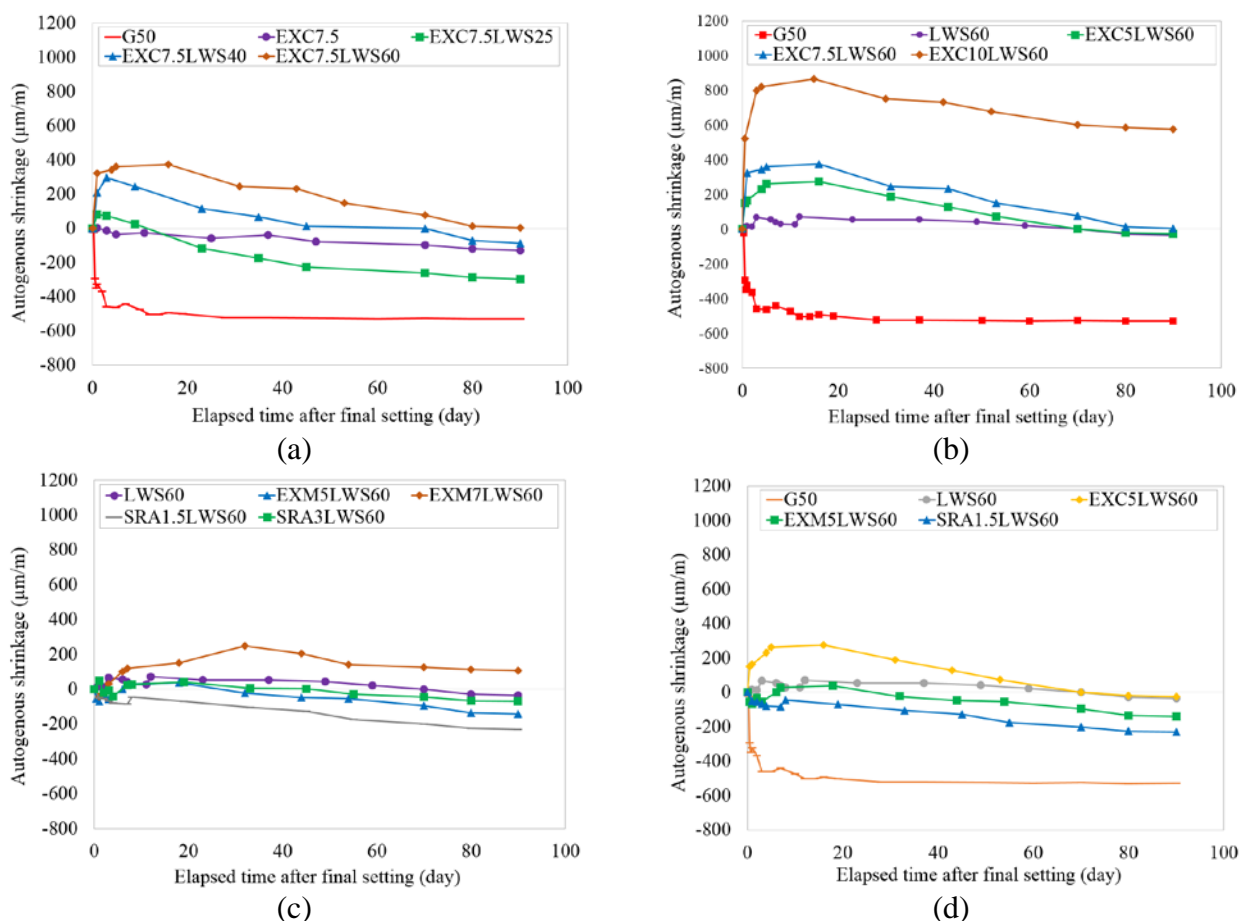 G50 EXC7.5 EXC7.5LWS25
EXC7.5LWS40 EXC7.5LWS60
Autogenous shrinkage (µm/m)
1200
1000
800
600
400
200
0
-200
-400
-600
-800
0 20 40 60 80 100
Elapsed time after final setting (day)
(a)
G50 LWS60 EXC5LWS60
EXC7.5LWS60 EXC10LWS60
Autogenous shrinkage (µm/m)
1200
1000
800
600
400
200
0
-200
-400
-600
-800
0 20 40 60 80 100
Elapsed time after final setting (day)
(b)
LWS60 EXM5LWS60 EXM7LWS60
SRA1.5LWS60 SRA3LWS60
Autogenous shrinkage (µm/m)
1200
1000
800
600
400
200
0
-200
-400
-600
-800
0 20 40 60 80 100
Elapsed time after final setting (day)
(c)
G50 LWS60 EXC5LWS60
EXM5LWS60 SRA1.5LWS60
Autogenous shrinkage (µm/m)
1200
1000
800
600
400
200
0
-200
-400
-600
-800
0 20 40 60 80 100
Elapsed time after final setting (day)
(d)